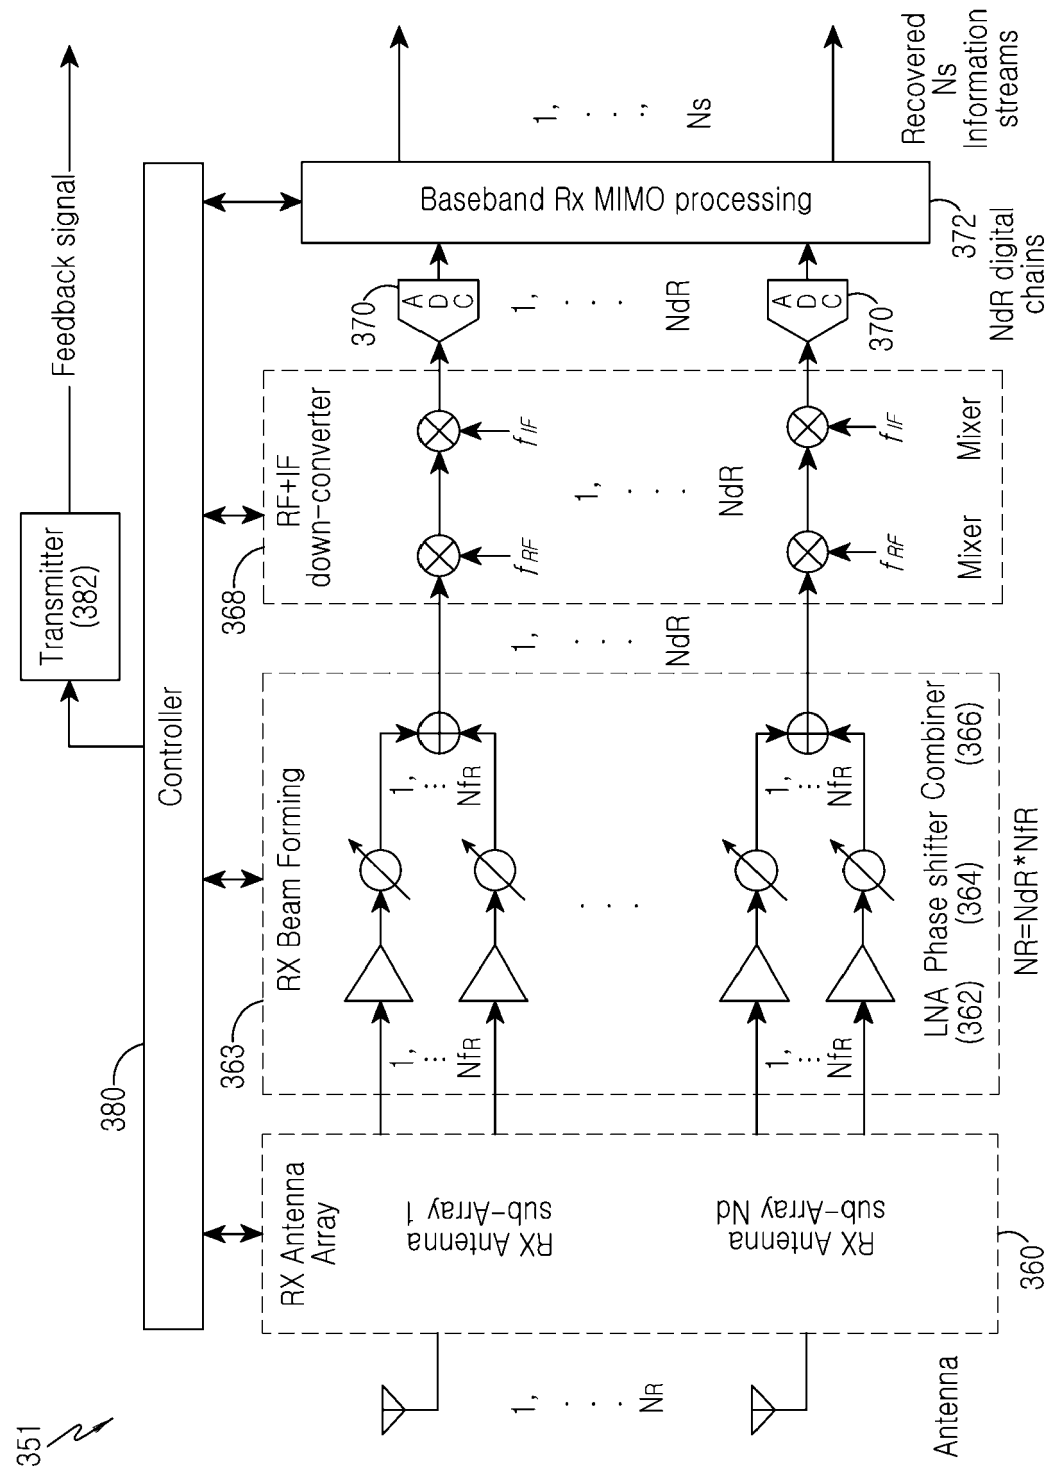 351
380
Controller
Transmitter
(382)
Feedback signal
Antenna
1,
. . .
NR
RX Antenna
Array
RX Antenna
sub-Array 1
RX Antenna
sub-Array Nd
360
363
RX Beam Forming
1,
...
NfR
1,
...
NfR
. . .
1,
...
NfR
1,
...
NfR
LNA Phase shifter Combiner
(362) (364) (366)
NR=NdR*NfR
1,
. . .
NdR
368
RF+IF
down-converter
fRF
fIF
1,
. . .
NdR
fRF
fIF
Mixer Mixer
370
ADC
1,
. . . .
NdR
ADC
370
NdR digital
chains
Baseband Rx MIMO processing
372
1,
. . . ,
Ns
Recovered
Ns
Information
streams